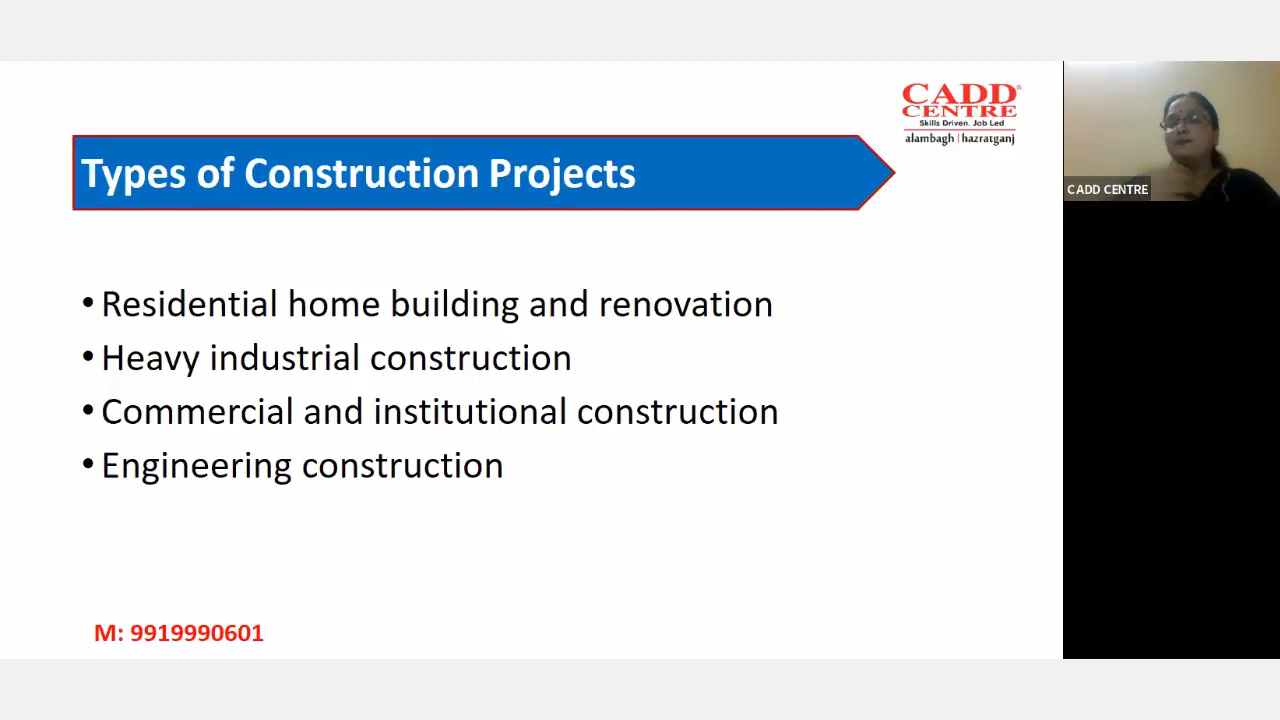 CADD
CENTRE
Skills Driven. Job Led
alambagh | hazratganj
Types of Construction Projects
CADD CENTRE
• Residential home building and renovation
• Heavy industrial construction
• Commercial and institutional construction
• Engineering construction
M: 9919990601